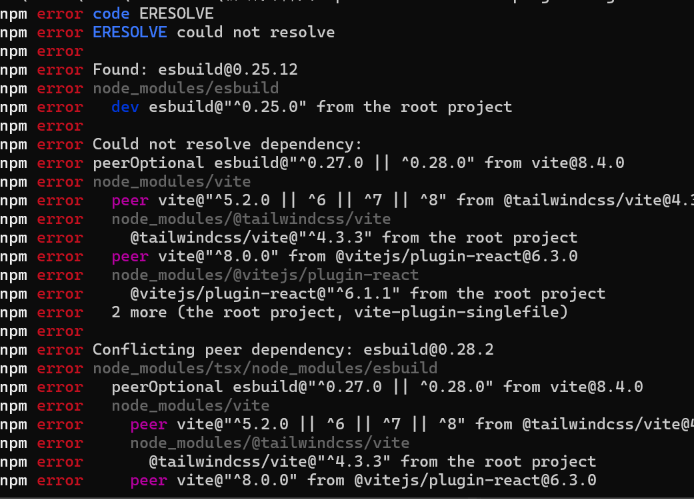 npm error code ERESOLVE
npm error ERESOLVE could not resolve
npm error
npm error Found: esbuild@0.25.12
npm error node_modules/esbuild
npm error   dev esbuild@"^0.25.0" from the root project
npm error
npm error Could not resolve dependency:
npm error peerOptional esbuild@"^0.27.0 || ^0.28.0" from vite@8.4.0
npm error node_modules/vite
npm error   peer vite@"^5.2.0 || ^6 || ^7 || ^8" from @tailwindcss/vite@4.3
npm error   node_modules/@tailwindcss/vite
npm error     @tailwindcss/vite@"^4.3.3" from the root project
npm error   peer vite@"^8.0.0" from @vitejs/plugin-react@6.3.0
npm error   node_modules/@vitejs/plugin-react
npm error     @vitejs/plugin-react@"^6.1.1" from the root project
npm error   2 more (the root project, vite-plugin-singlefile)
npm error
npm error Conflicting peer dependency: esbuild@0.28.2
npm error node_modules/tsx/node_modules/esbuild
npm error   peerOptional esbuild@"^0.27.0 || ^0.28.0" from vite@8.4.0
npm error   node_modules/vite
npm error     peer vite@"^5.2.0 || ^6 || ^7 || ^8" from @tailwindcss/vite@4
npm error     node_modules/@tailwindcss/vite
npm error       @tailwindcss/vite@"^4.3.3" from the root project
npm error     peer vite@"^8.0.0" from @vitejs/plugin-react@6.3.0